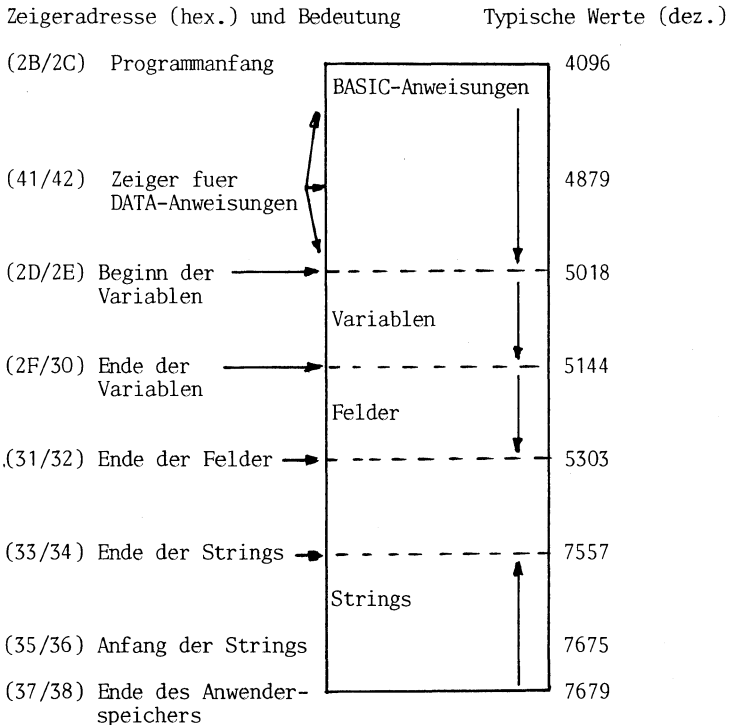 Zeigeradresse (hex.) und Bedeutung Typische Werte (dez.)
(2B/2C) Programmanfang 4096
BASIC-Anweisungen
(41/42) Zeiger fuer 4879
DATA-Anweisungen
(2D/2E) Beginn der 5018
Variablen
Variablen
(2F/30) Ende der 5144
Variablen
Felder
.(31/32) Ende der Felder 5303
(33/34) Ende der Strings 7557
Strings
(35/36) Anfang der Strings 7675
(37/38) Ende des Anwender- 7679
speichers